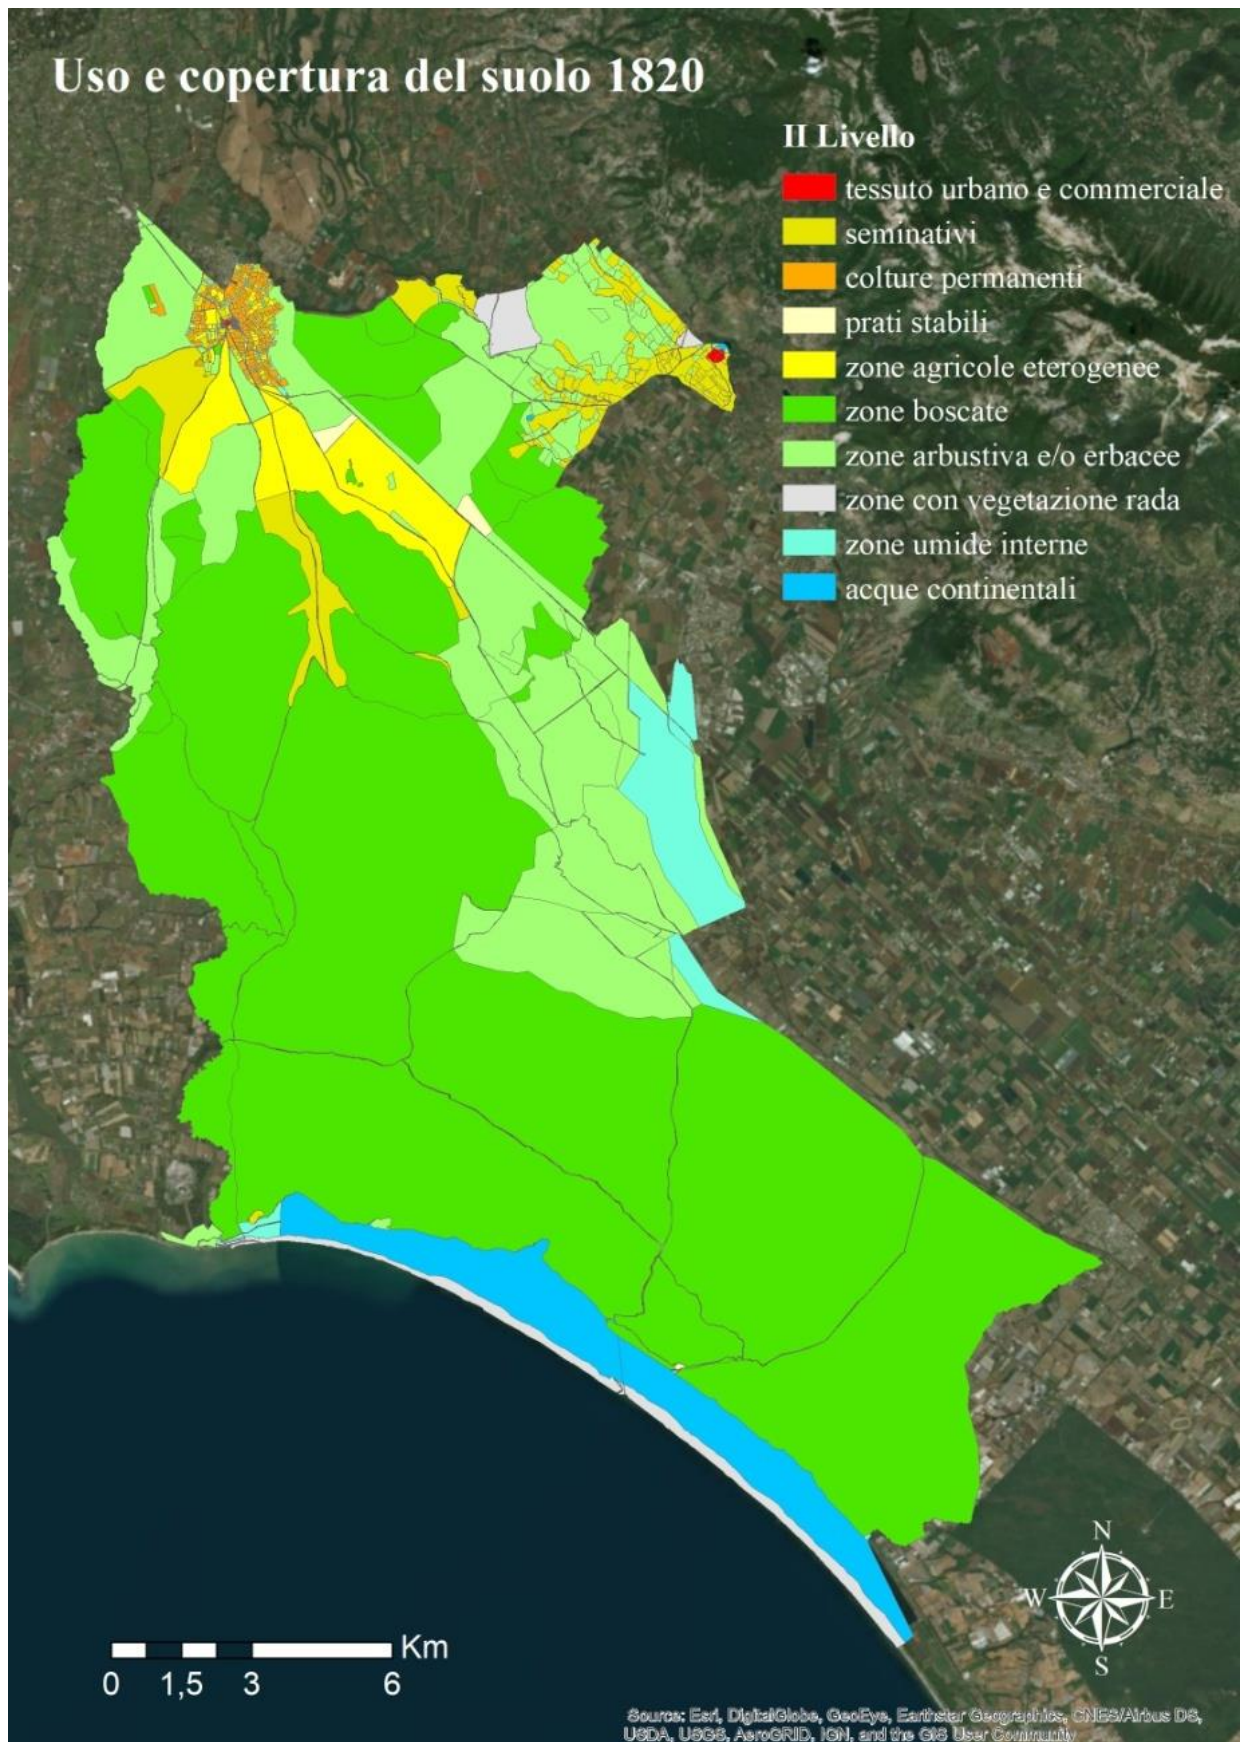 Uso e copertura del suolo 1820
II Livello
tessuto urbano e commerciale
seminativi
colture permanenti
prati stabili
zone agricole eterogenee
zone boscate
zone arbustiva e/o erbacee
zone con vegetazione rada
zone umide interne
acque continentali
N
W E
S
Km
0 1,5 3 6
Source: Esri, DigitalGlobe, GeoEye, Earthstar Geographics, CNES/Airbus DS,
USDA, USGS, AeroGRID, IGN, and the GIS User Community